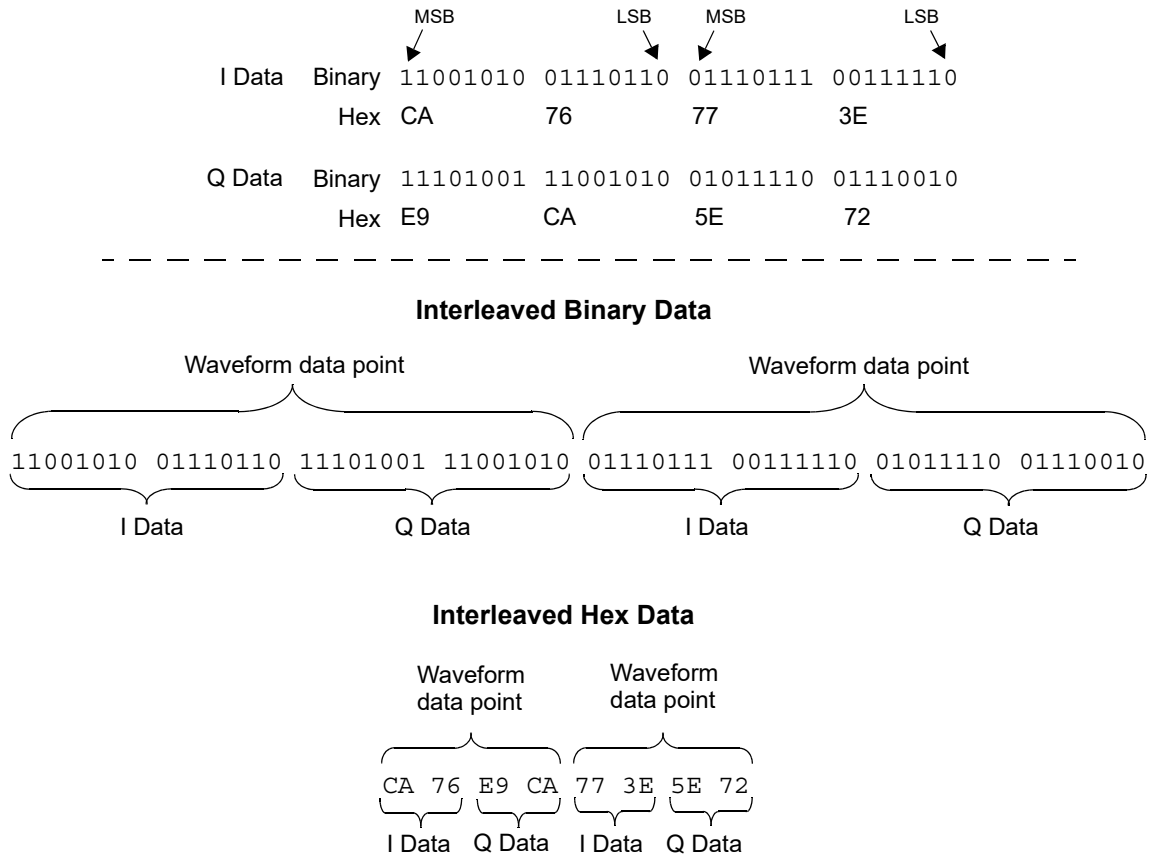 MSB LSB MSB LSB
I Data Binary 11001010 01110110 01110111 00111110
Hex CA 76 77 3E
Q Data Binary 11101001 11001010 01011110 01110010
Hex E9 CA 5E 72
Interleaved Binary Data
Waveform data point Waveform data point
11001010 01110110 11101001 11001010 01110111 00111110 01011110 01110010
I Data Q Data I Data Q Data
Interleaved Hex Data
Waveform Waveform
data point data point
CA 76 E9 CA 77 3E 5E 72
I Data Q Data I Data Q Data